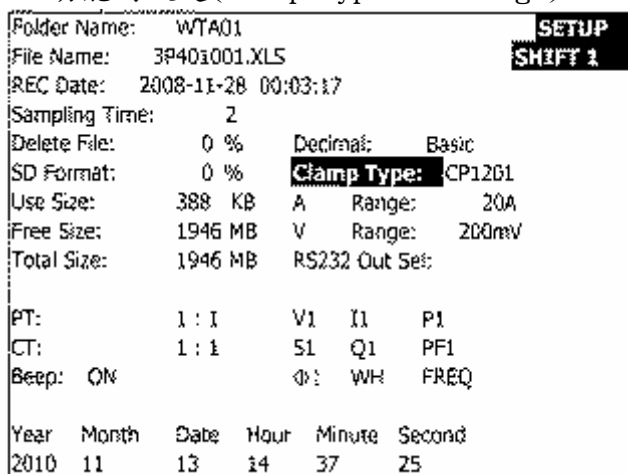 Folder Name: WTA01 SETUP
File Name: 3P401001.XLS SHIFT 1
REC Date: 2008-11-28 00:03:17
Sampling Time: 2
Delete File: 0 % Decimal: Basic
SD Format: 0 % Clamp Type: CP1201
Use Size: 388 KB A Range: 20A
Free Size: 1946 MB V Range: 200mV
Total Size: 1946 MB RS232 Out Set:
PT: 1 : 1 V1 I1 P1
CT: 1 : 1 S1 Q1 PF1
Beep: ON Φ1 WH FREQ
Year Month Date Hour Minute Second
2010 11 13 14 37 25